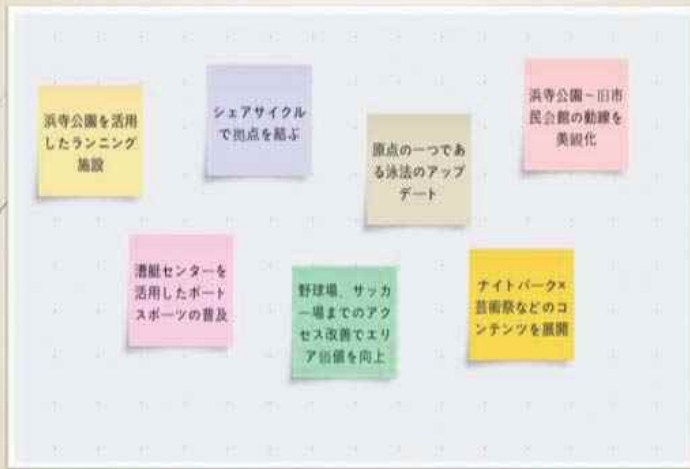 浜寺公園を活用
したランニング
施設
シェアサイクル
で拠点を結ぶ
原点の一つであ
る泳法のアップ
デート
浜寺公園~旧市
民会館の動線を
美観化
漕艇センターを
活用したボート
スポーツの普及
野球場、サッカ
ー場までのアク
セス改善でエリ
ア価値を向上
ナイトパーク×
芸術祭などのコ
ンテンツを展開